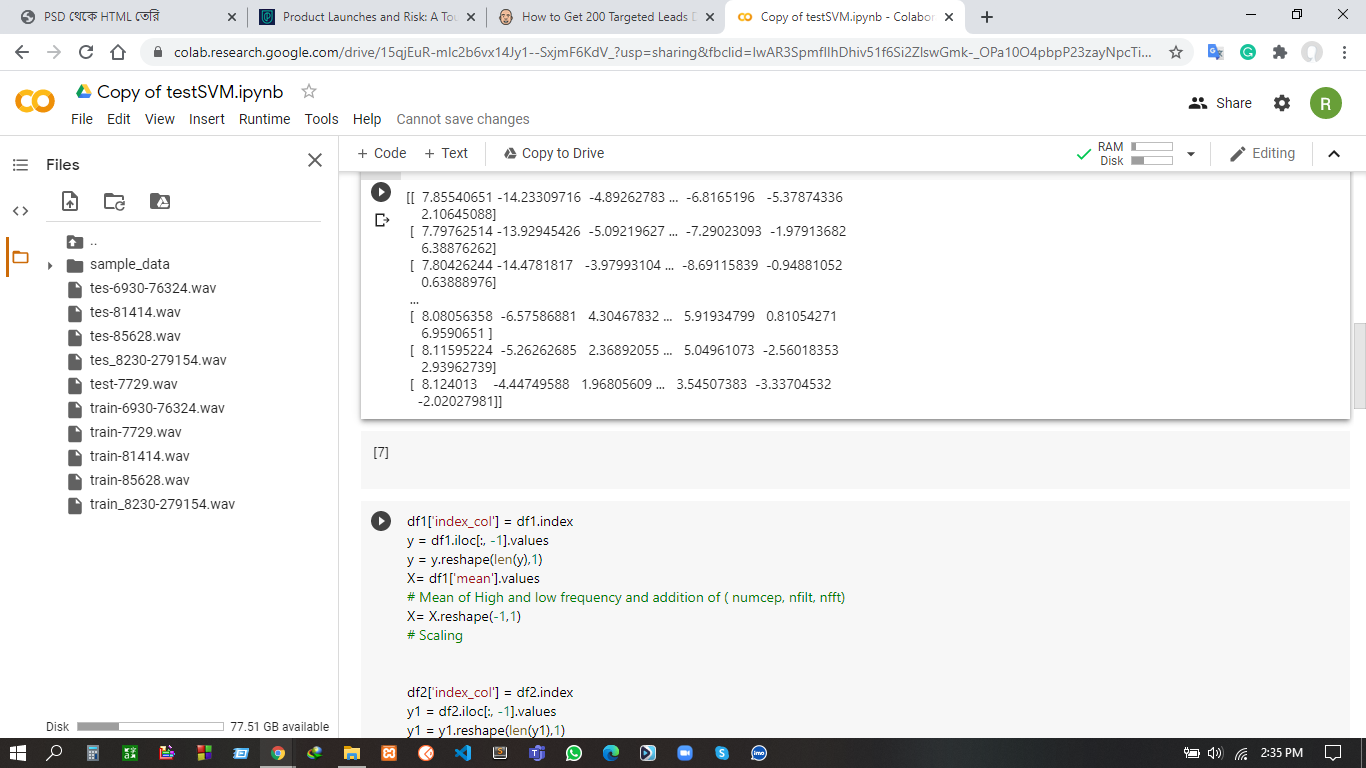 PSD থেকে HTML তেরি
Product Launches and Risk: A Tou
How to Get 200 Targeted Leads D
Copy of testSVM.ipynb - Colabor
colab.research.google.com/drive/15qjEuR-mIc2b6vx14Jy1--SxjmF6KdV_?usp=sharing&fbclid=IwAR3SpmfIIhDhiv51f6Si2ZIswGmk-_OPa10O4pbpP23zayNpcTi...
Copy of testSVM.ipynb
File Edit View Insert Runtime Tools Help Cannot save changes
Share
R
Files
+ Code + Text Copy to Drive
RAM
Disk
Editing
..
sample_data
tes-6930-76324.wav
tes-81414.wav
tes-85628.wav
tes_8230-279154.wav
test-7729.wav
train-6930-76324.wav
train-7729.wav
train-81414.wav
train-85628.wav
train_8230-279154.wav
Disk 77.51 GB available
[[ 7.85540651 -14.23309716 -4.89262783 ... -6.8165196 -5.37874336
2.10645088]
[ 7.79762514 -13.92945426 -5.09219627 ... -7.29023093 -1.97913682
6.38876262]
[ 7.80426244 -14.4781817 -3.97993104 ... -8.69115839 -0.94881052
0.63888976]
...
[ 8.08056358 -6.57586881 4.30467832 ... 5.91934799 0.81054271
6.9590651 ]
[ 8.11595224 -5.26262685 2.36892055 ... 5.04961073 -2.56018353
2.93962739]
[ 8.124013 -4.44749588 1.96805609 ... 3.54507383 -3.33704532
-2.02027981]]
[7]
df1['index_col'] = df1.index
y = df1.iloc[:, -1].values
y = y.reshape(len(y),1)
X= df1['mean'].values
# Mean of High and low frequency and addition of ( numcep, nfilt, nfft)
X= X.reshape(-1,1)
# Scaling
df2['index_col'] = df2.index
y1 = df2.iloc[:, -1].values
y1 = y1.reshape(len(y1),1)
2:35 PM